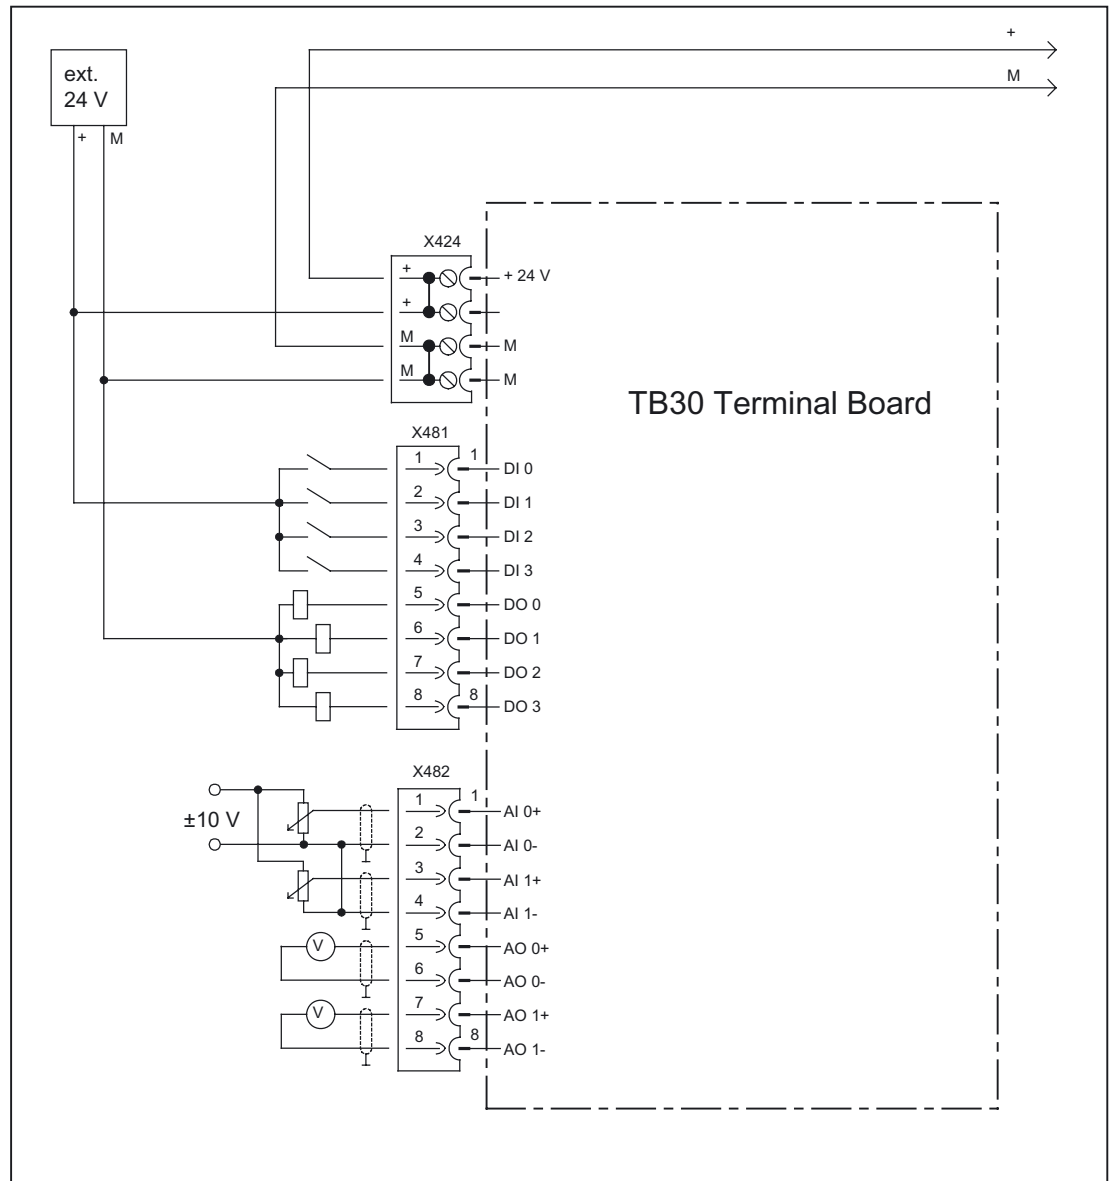 +
M
ext.
24 V
+ M
X424
+ + 24 V
+
M M
M M
TB30 Terminal Board
X481
1 1 DI 0
2 DI 1
3 DI 2
4 DI 3
5 DO 0
6 DO 1
7 DO 2
8 8 DO 3
X482
1 1 AI 0+
±10 V
2 AI 0-
3 AI 1+
4 AI 1-
V 5 AO 0+
6 AO 0-
V 7 AO 1+
8 8 AO 1-